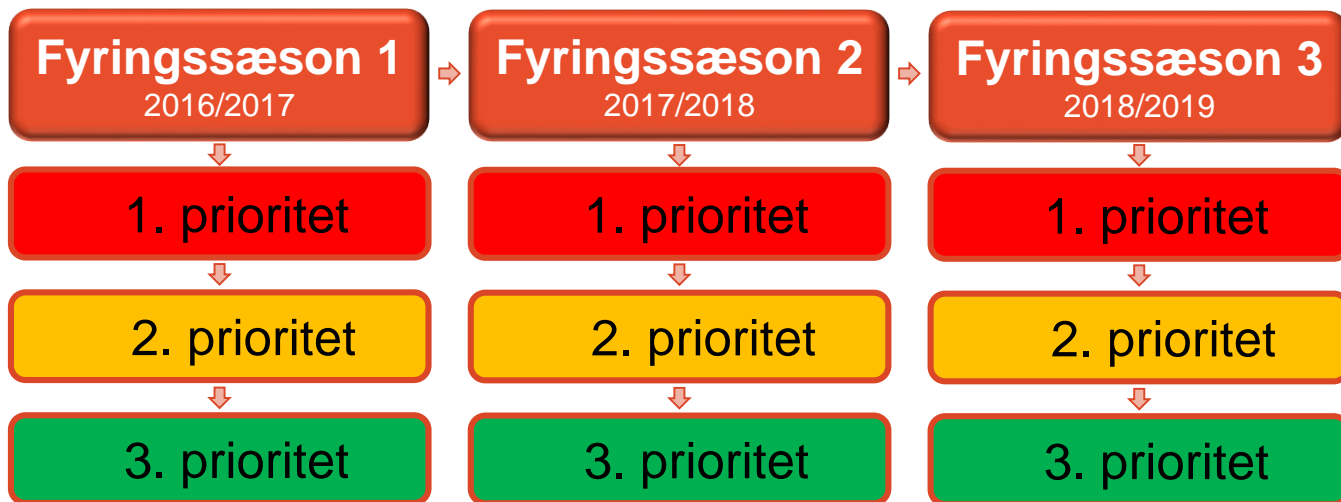 Fyringssæson 1
2016/2017
1. prioritet
2. prioritet
3. prioritet
Fyringssæson 2
2017/2018
1. prioritet
2. prioritet
3. prioritet
Fyringssæson 3
2018/2019
1. prioritet
2. prioritet
3. prioritet